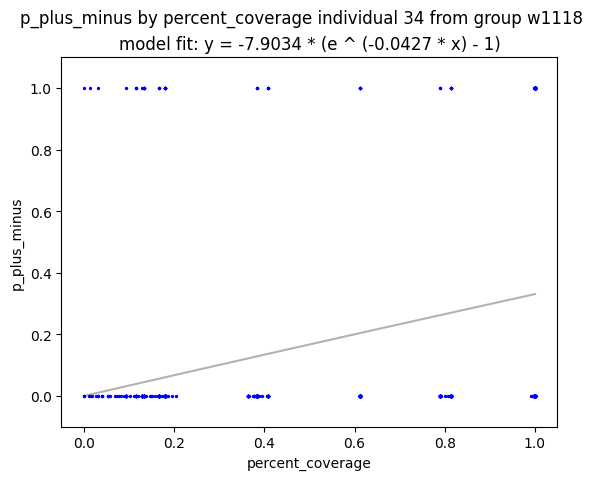 p_plus_minus by percent_coverage individual 34 from group w1118
model fit: y = -7.9034 * (e ^ (-0.0427 * x) - 1)
1.0
0.8
0.6
0.4
0.2
0.0
p_plus_minus
0.0 0.2 0.4 0.6 0.8 1.0
percent_coverage